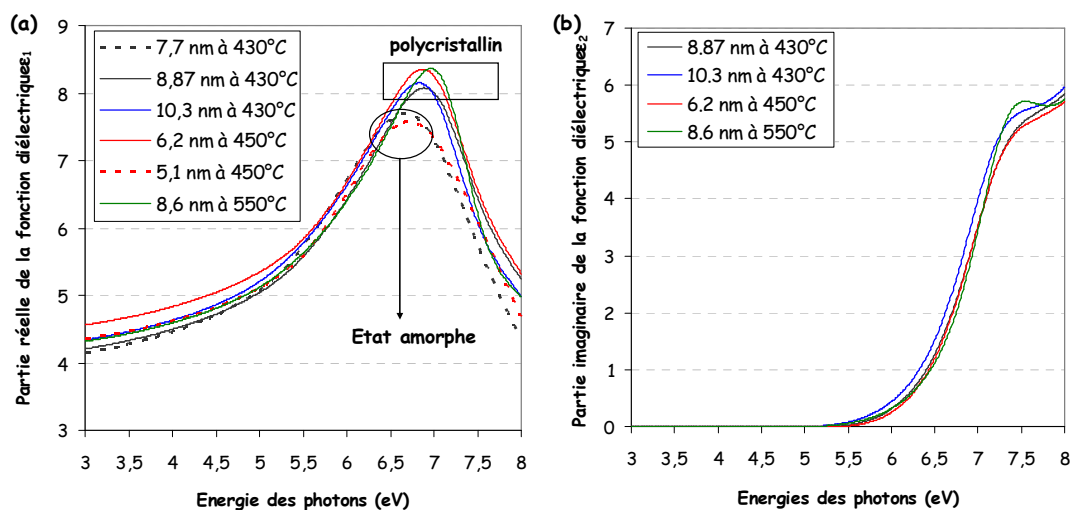 (a)
Partie réelle de la fonction diélectriqueε1
9
8
7
6
5
4
3
7,7 nm à 430°C
8,87 nm à 430°C
10,3 nm à 430°C
6,2 nm à 450°C
5,1 nm à 450°C
8,6 nm à 550°C
polycristallin
Etat amorphe
3 3,5 4 4,5 5 5,5 6 6,5 7 7,5 8
Energie des photons (eV)
(b)
Partie imaginaire de la fonction diélectriqueε2
7
6
5
4
3
2
1
0
8.87 nm à 430°C
10.3 nm à 430°C
6.2 nm à 450°C
8.6 nm à 550°C
3 3,5 4 4,5 5 5,5 6 6,5 7 7,5 8
Energies des photons (eV)